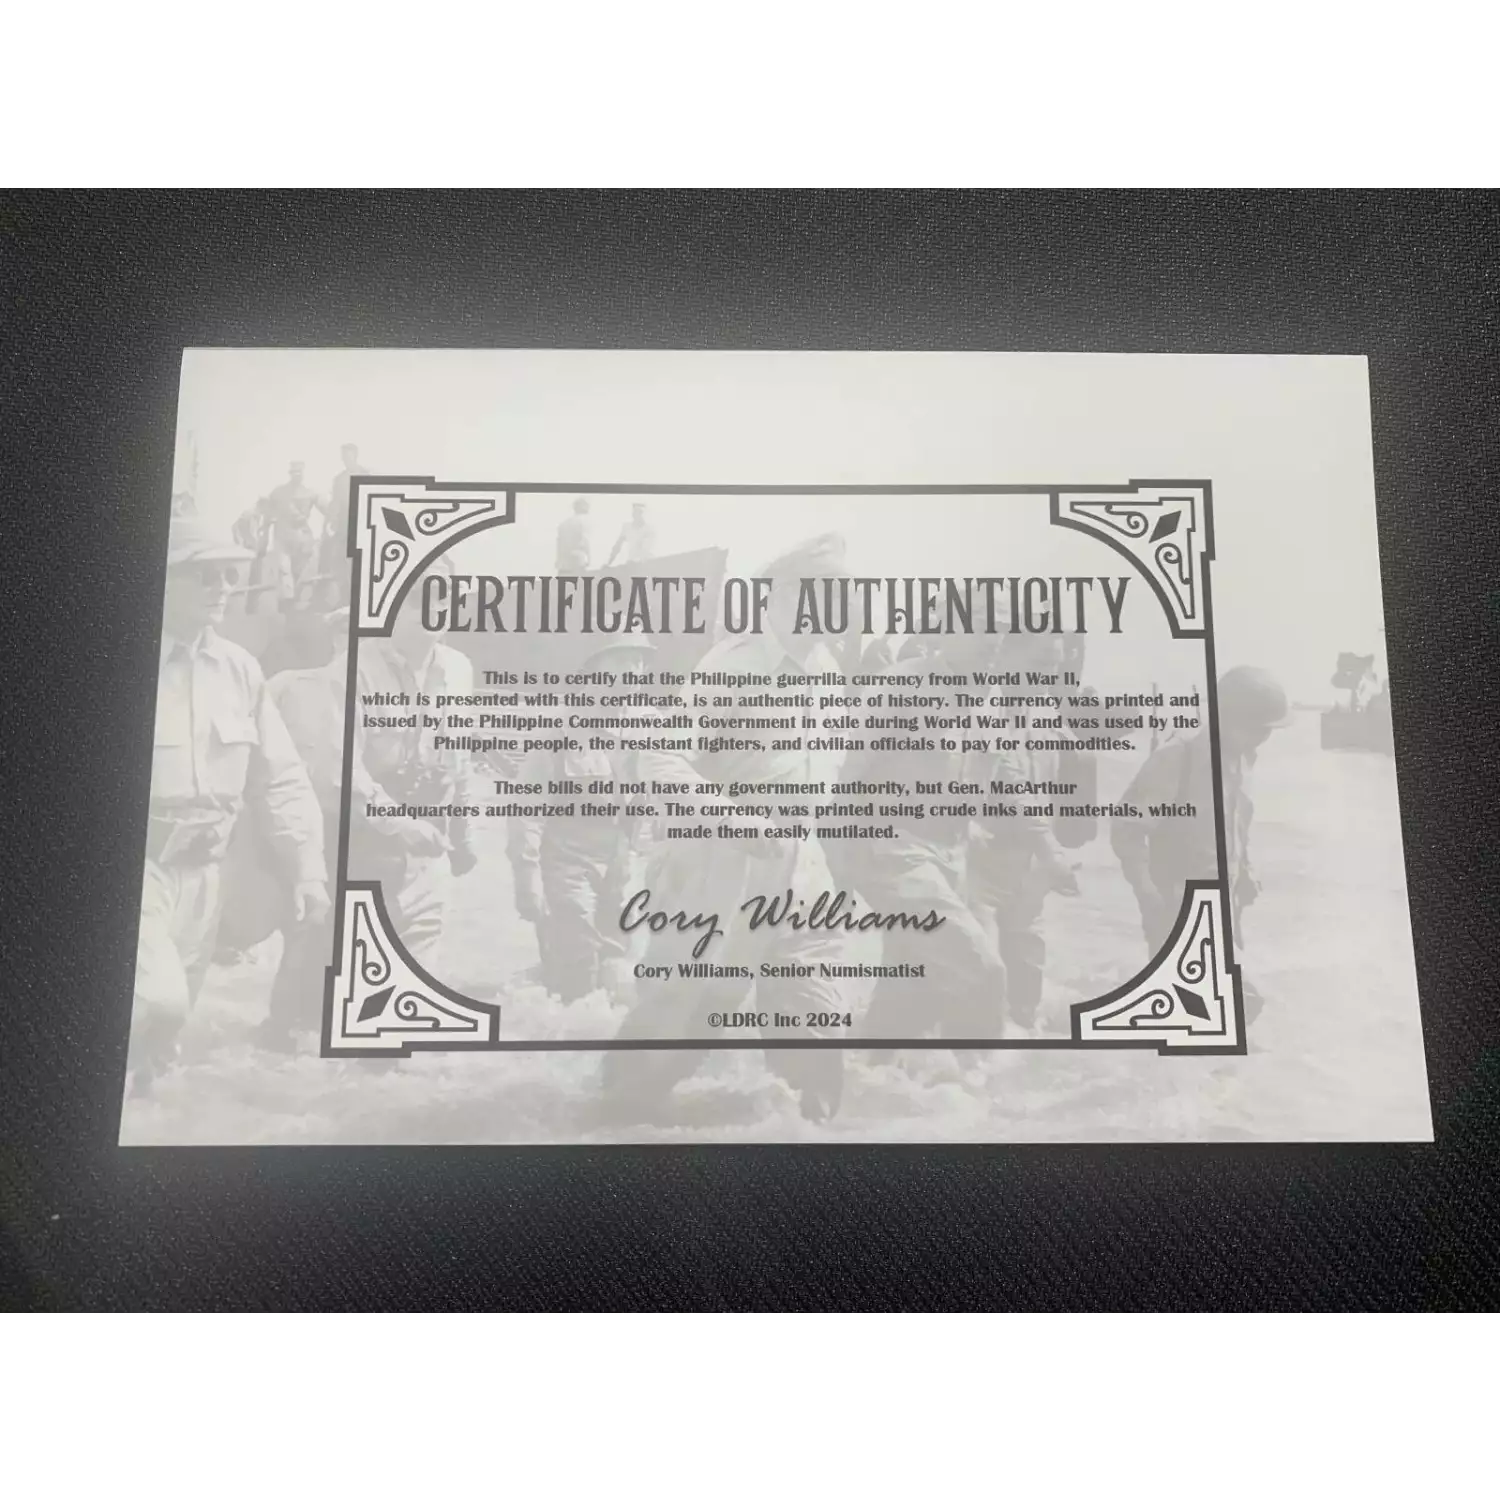 CERTIFICATE OF AUTHENTICITY
This is to certify that the Philippine guerrilla currency from World War II,
which is presented with this certificate, is an authentic piece of history. The currency was printed and
issued by the Philippine Commonwealth Government in exile during World War II and was used by the
Philippine people, the resistant fighters, and civilian officials to pay for commodities.
These bills did not have any government authority, but Gen. MacArthur
headquarters authorized their use. The currency was printed using crude inks and materials, which
made them easily mutilated.
Cory Williams
Cory Williams, Senior Numismatist
©LDRC Inc 2024